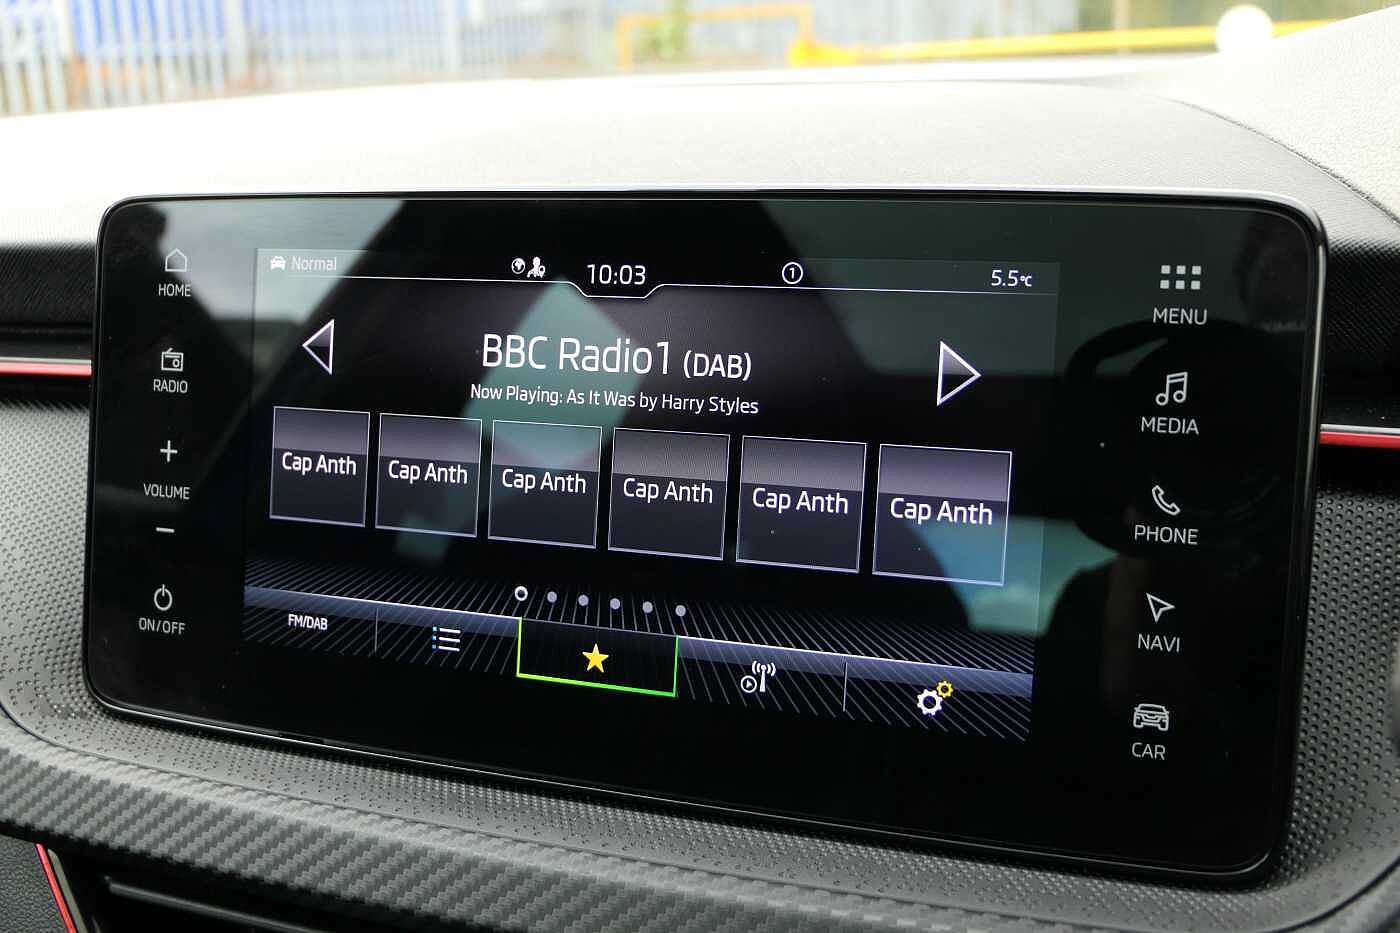 Normal
10:03
1
5.5°C
HOME
RADIO
VOLUME
ON/OFF
BBC Radio1 (DAB)
Now Playing: As It Was by Harry Styles
Cap Anth
Cap Anth
Cap Anth
Cap Anth
Cap Anth
Cap Anth
FM/DAB
MENU
MEDIA
PHONE
NAVI
CAR